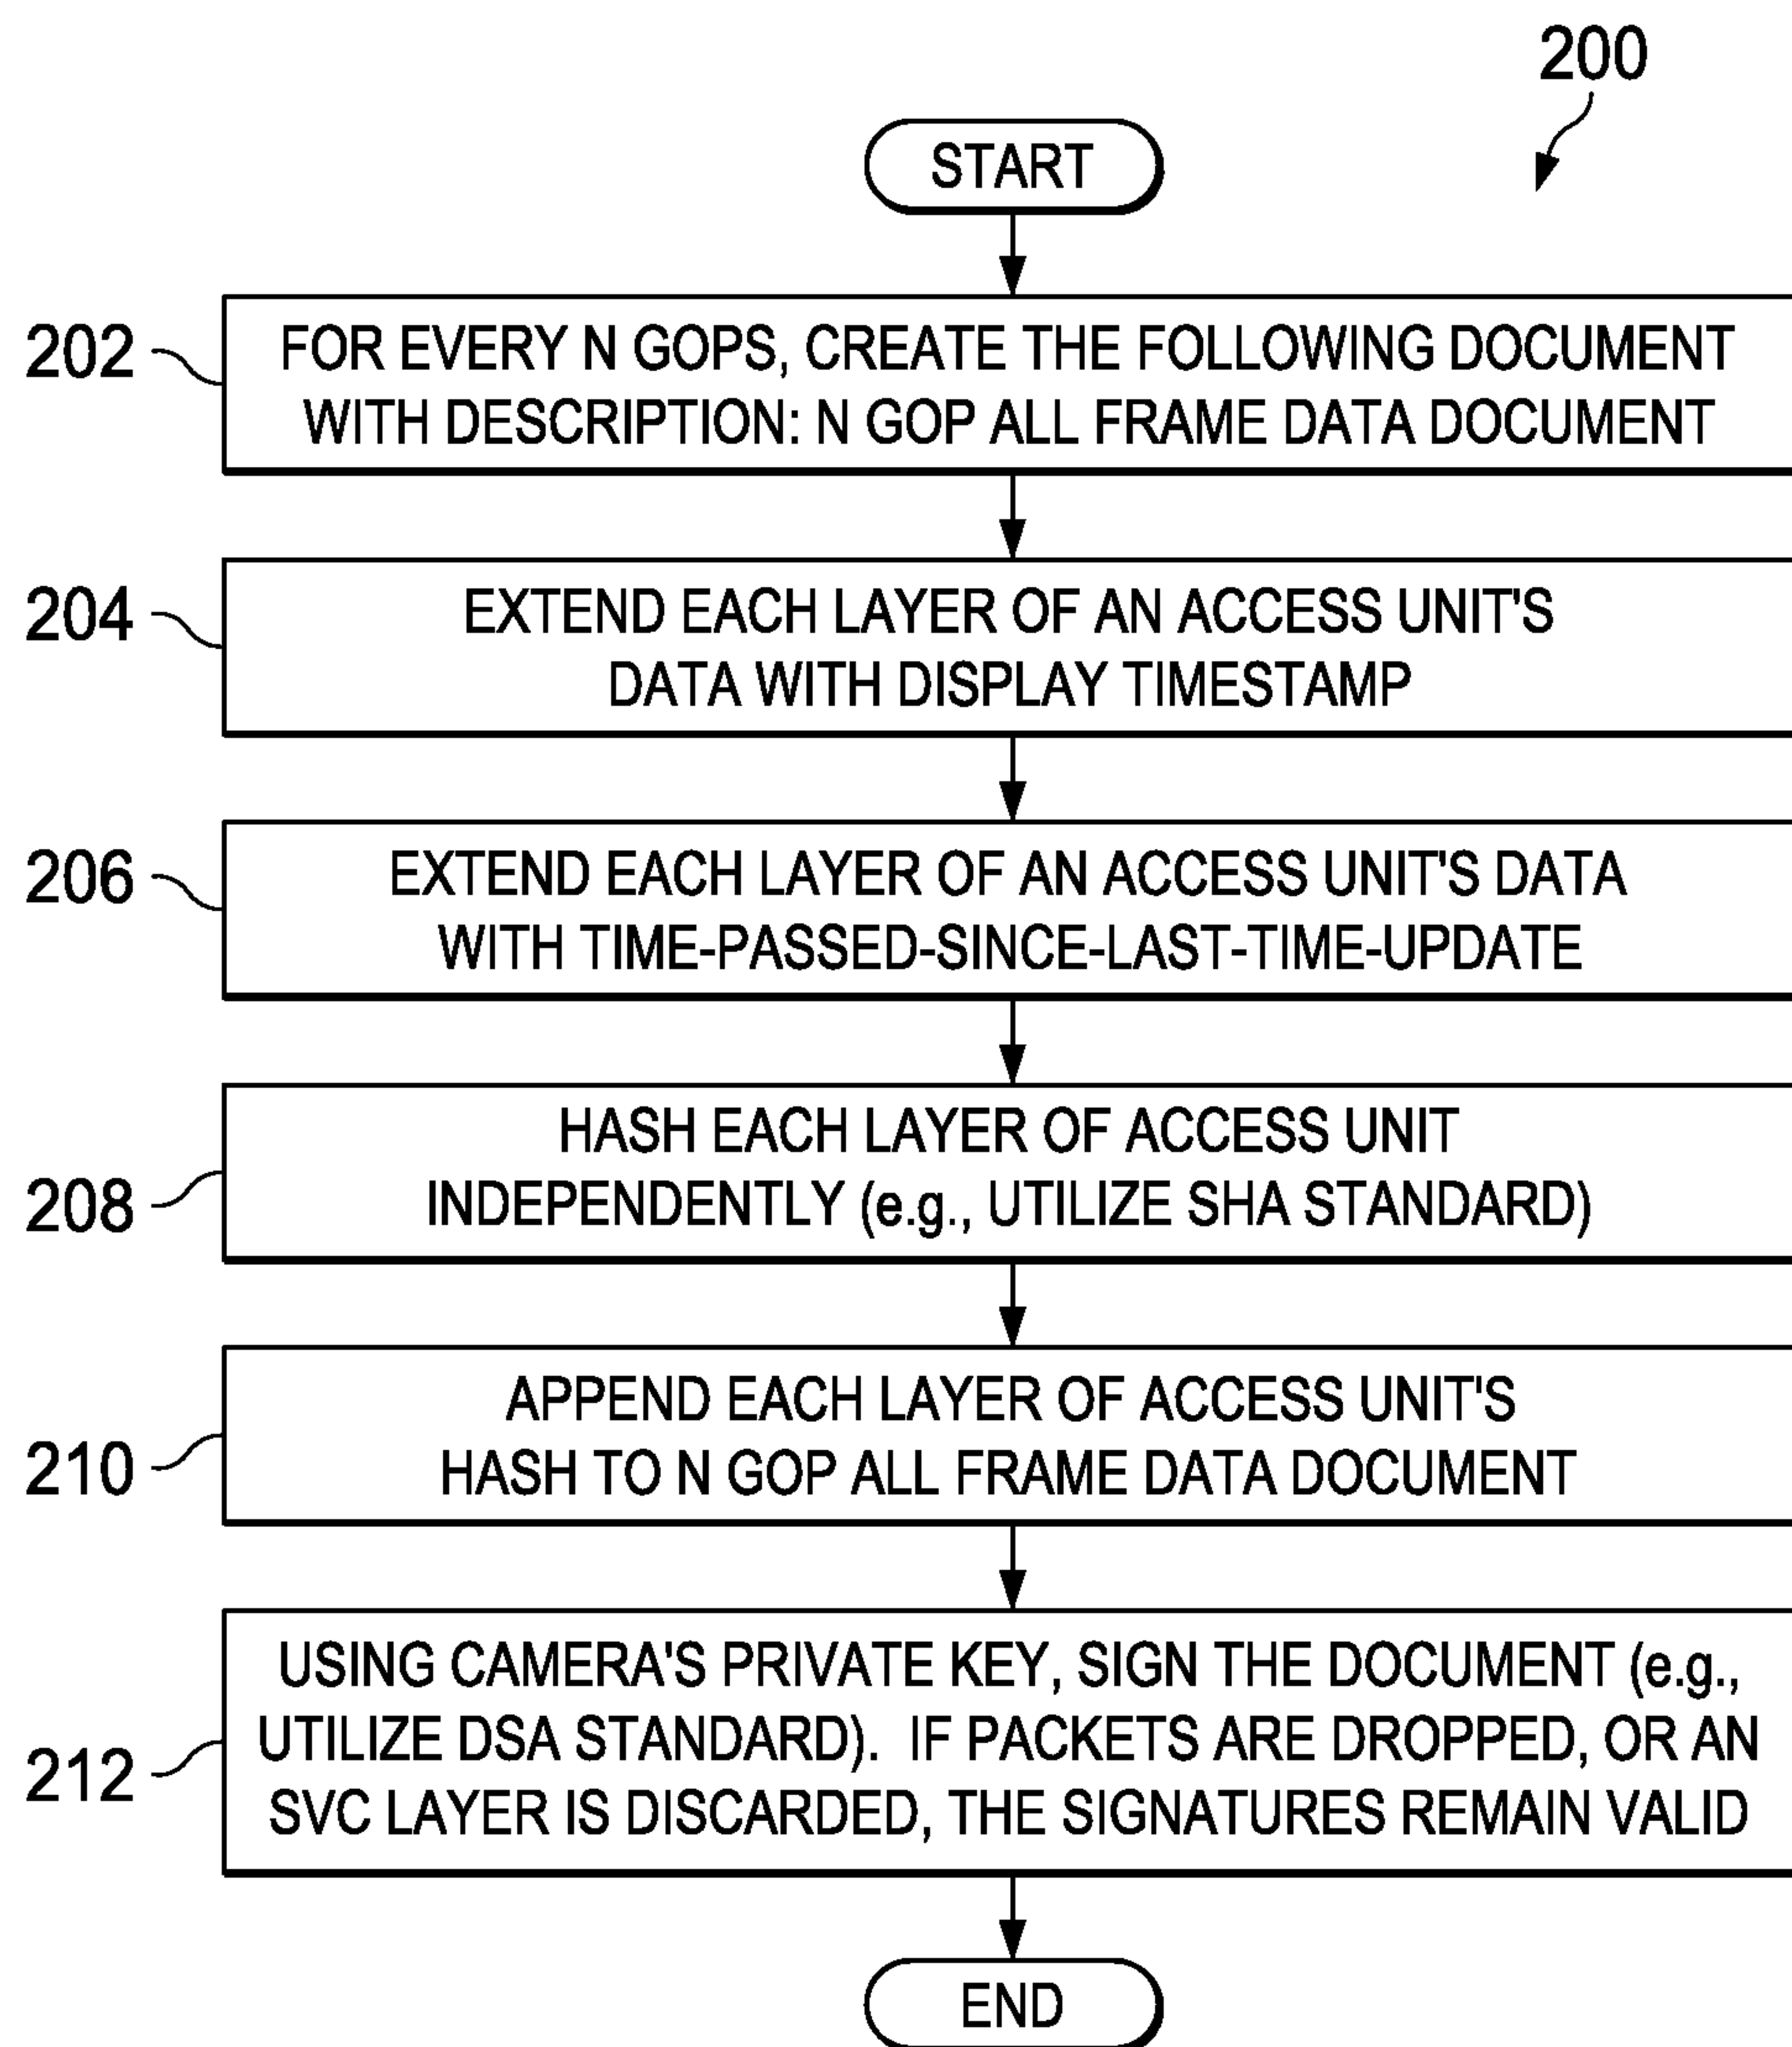 200
START
202
FOR EVERY N GOPS, CREATE THE FOLLOWING DOCUMENT
WITH DESCRIPTION: N GOP ALL FRAME DATA DOCUMENT
204
EXTEND EACH LAYER OF AN ACCESS UNIT'S
DATA WITH DISPLAY TIMESTAMP
206
EXTEND EACH LAYER OF AN ACCESS UNIT'S DATA
WITH TIME-PASSED-SINCE-LAST-TIME-UPDATE
208
HASH EACH LAYER OF ACCESS UNIT
INDEPENDENTLY (e.g., UTILIZE SHA STANDARD)
210
APPEND EACH LAYER OF ACCESS UNIT'S
HASH TO N GOP ALL FRAME DATA DOCUMENT
212
USING CAMERA'S PRIVATE KEY, SIGN THE DOCUMENT (e.g.,
UTILIZE DSA STANDARD). IF PACKETS ARE DROPPED, OR AN
SVC LAYER IS DISCARDED, THE SIGNATURES REMAIN VALID
END